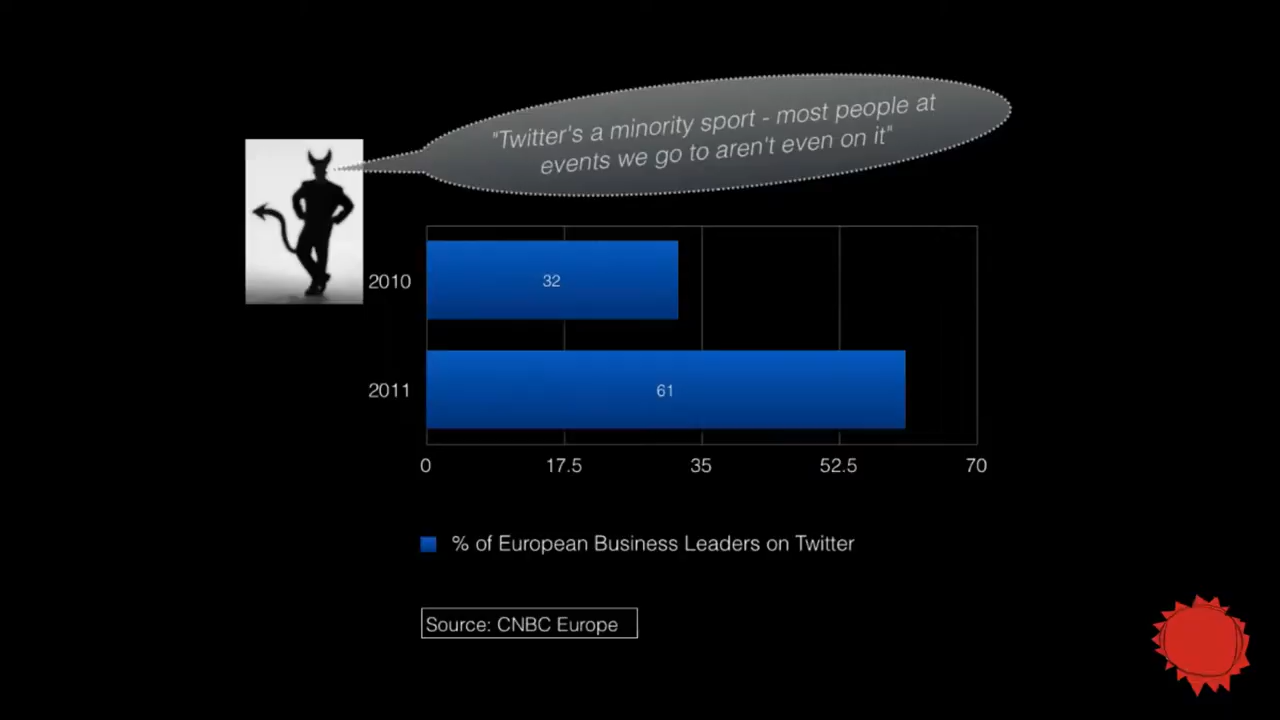 "Twitter's a minority sport - most people at
events we go to aren't even on it"
2010
32
2011
61
0 17.5 35 52.5 70
% of European Business Leaders on Twitter
Source: CNBC Europe